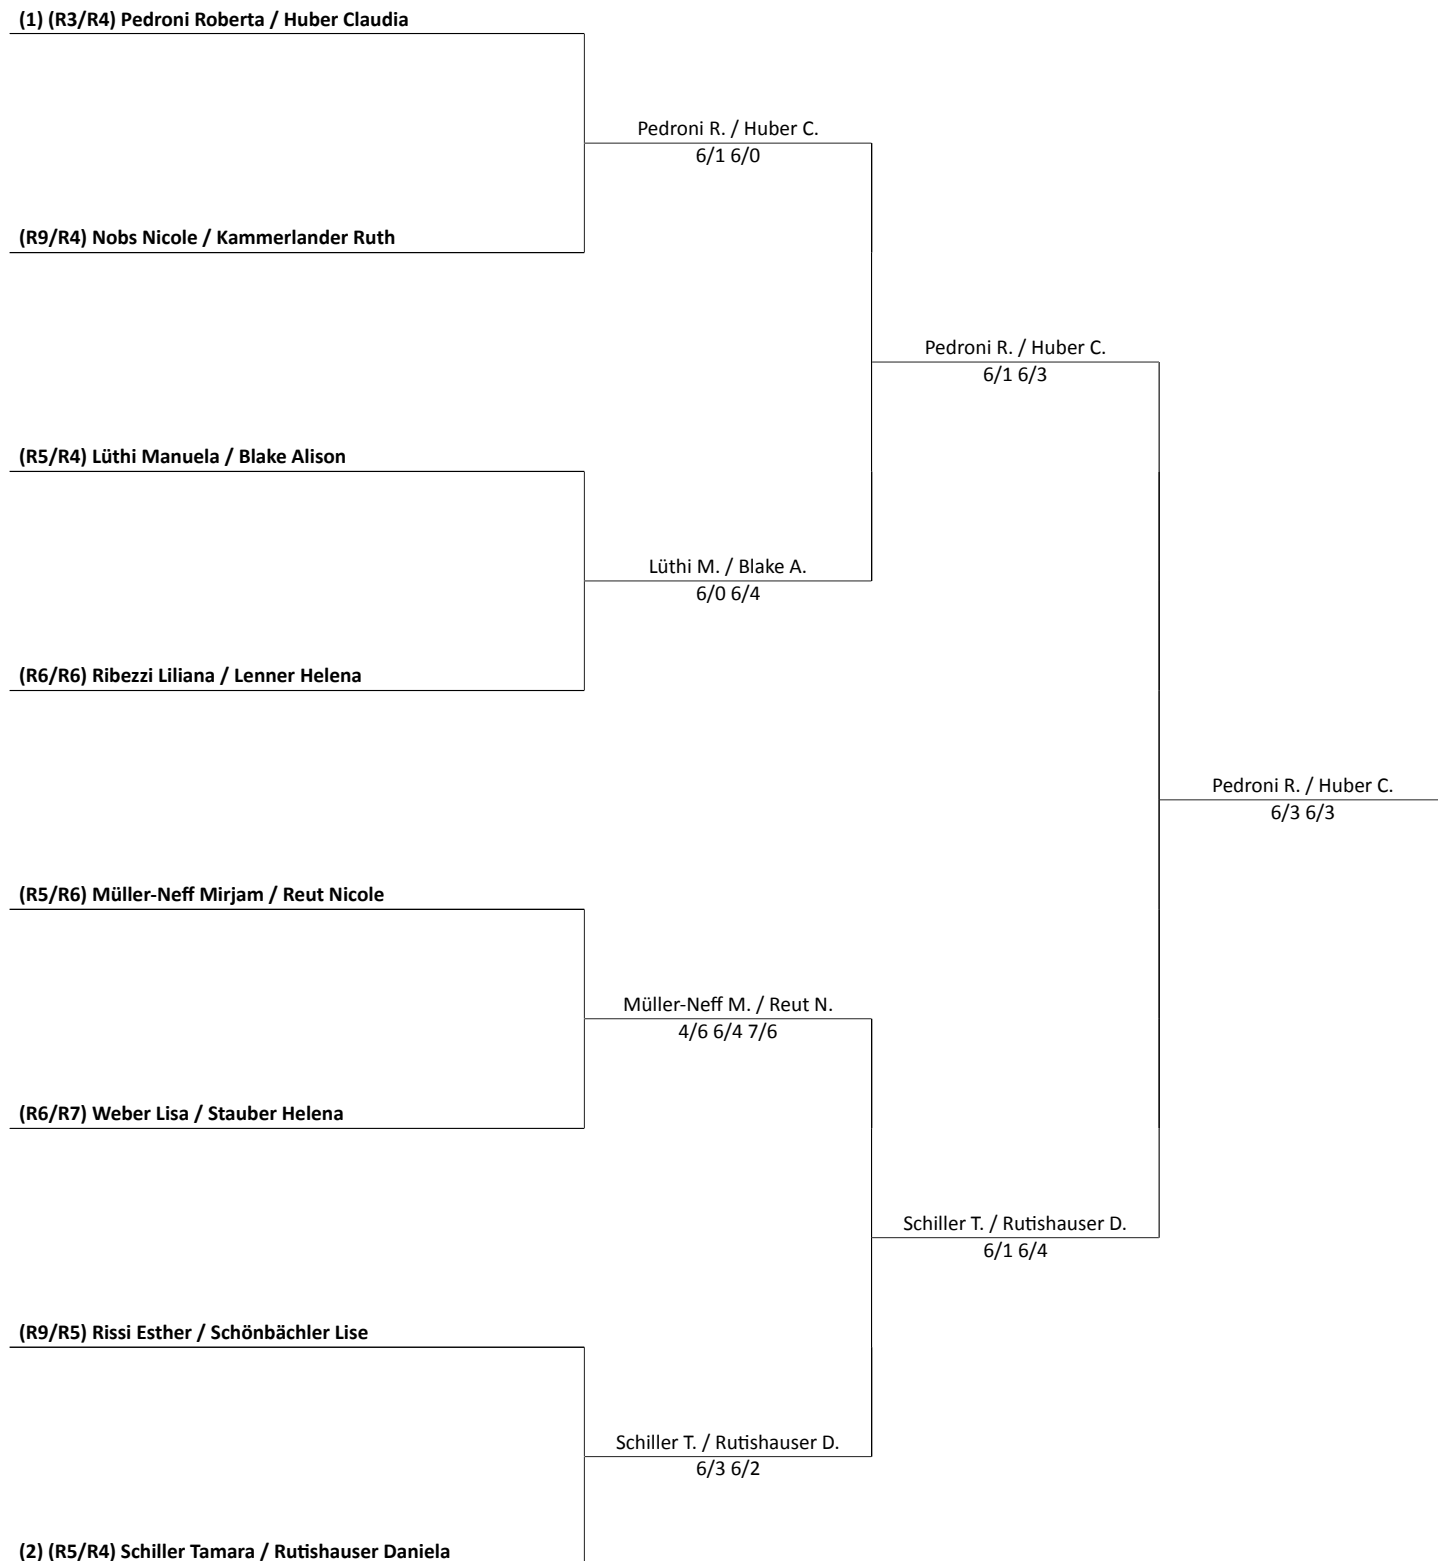 (1) (R3/R4) Pedroni Roberta / Huber Claudia
Pedroni R. / Huber C.
6/1 6/0
(R9/R4) Nobs Nicole / Kammerlander Ruth
Pedroni R. / Huber C.
6/1 6/3
(R5/R4) Lüthi Manuela / Blake Alison
Lüthi M. / Blake A.
6/0 6/4
(R6/R6) Ribezzi Liliana / Lenner Helena
Pedroni R. / Huber C.
6/3 6/3
(R5/R6) Müller-Neff Mirjam / Reut Nicole
Müller-Neff M. / Reut N.
4/6 6/4 7/6
(R6/R7) Weber Lisa / Stauber Helena
Schiller T. / Rutishauser D.
6/1 6/4
(R9/R5) Rissi Esther / Schönbächler Lise
Schiller T. / Rutishauser D.
6/3 6/2
(2) (R5/R4) Schiller Tamara / Rutishauser Daniela